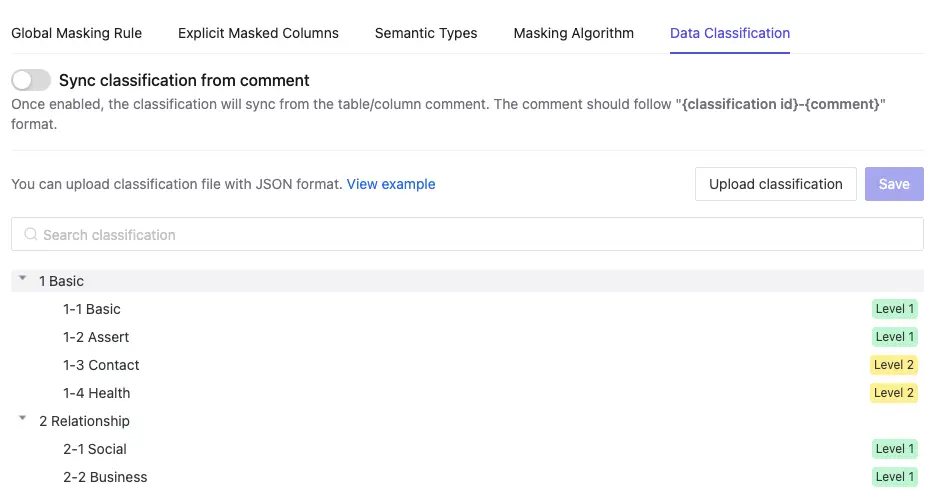 Global Masking Rule Explicit Masked Columns Semantic Types Masking Algorithm Data Classification
Sync classification from comment
Once enabled, the classification will sync from the table/column comment. The comment should follow "{classification id}-{comment}"
format.
You can upload classification file with JSON format. View example Upload classification Save
Search classification
1 Basic
1-1 Basic Level 1
1-2 Assert Level 1
1-3 Contact Level 2
1-4 Health Level 2
2 Relationship
2-1 Social Level 1
2-2 Business Level 1